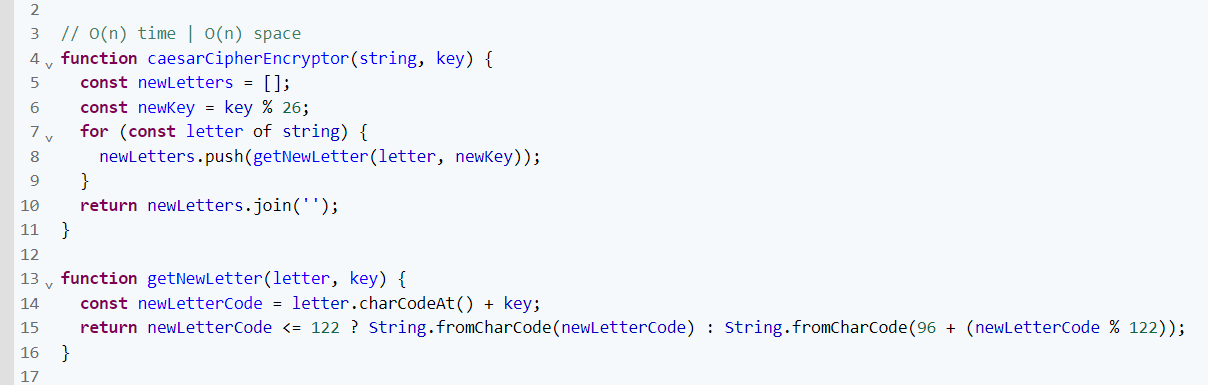 2
3 // O(n) time | O(n) space
4 function caesarCipherEncryptor(string, key) {
5   const newLetters = [];
6   const newKey = key % 26;
7   for (const letter of string) {
8     newLetters.push(getNewLetter(letter, newKey));
9   }
10   return newLetters.join('');
11 }
12
13 function getNewLetter(letter, key) {
14   const newLetterCode = letter.charCodeAt() + key;
15   return newLetterCode <= 122 ? String.fromCharCode(newLetterCode) : String.fromCharCode(96 + (newLetterCode % 122));
16 }
17